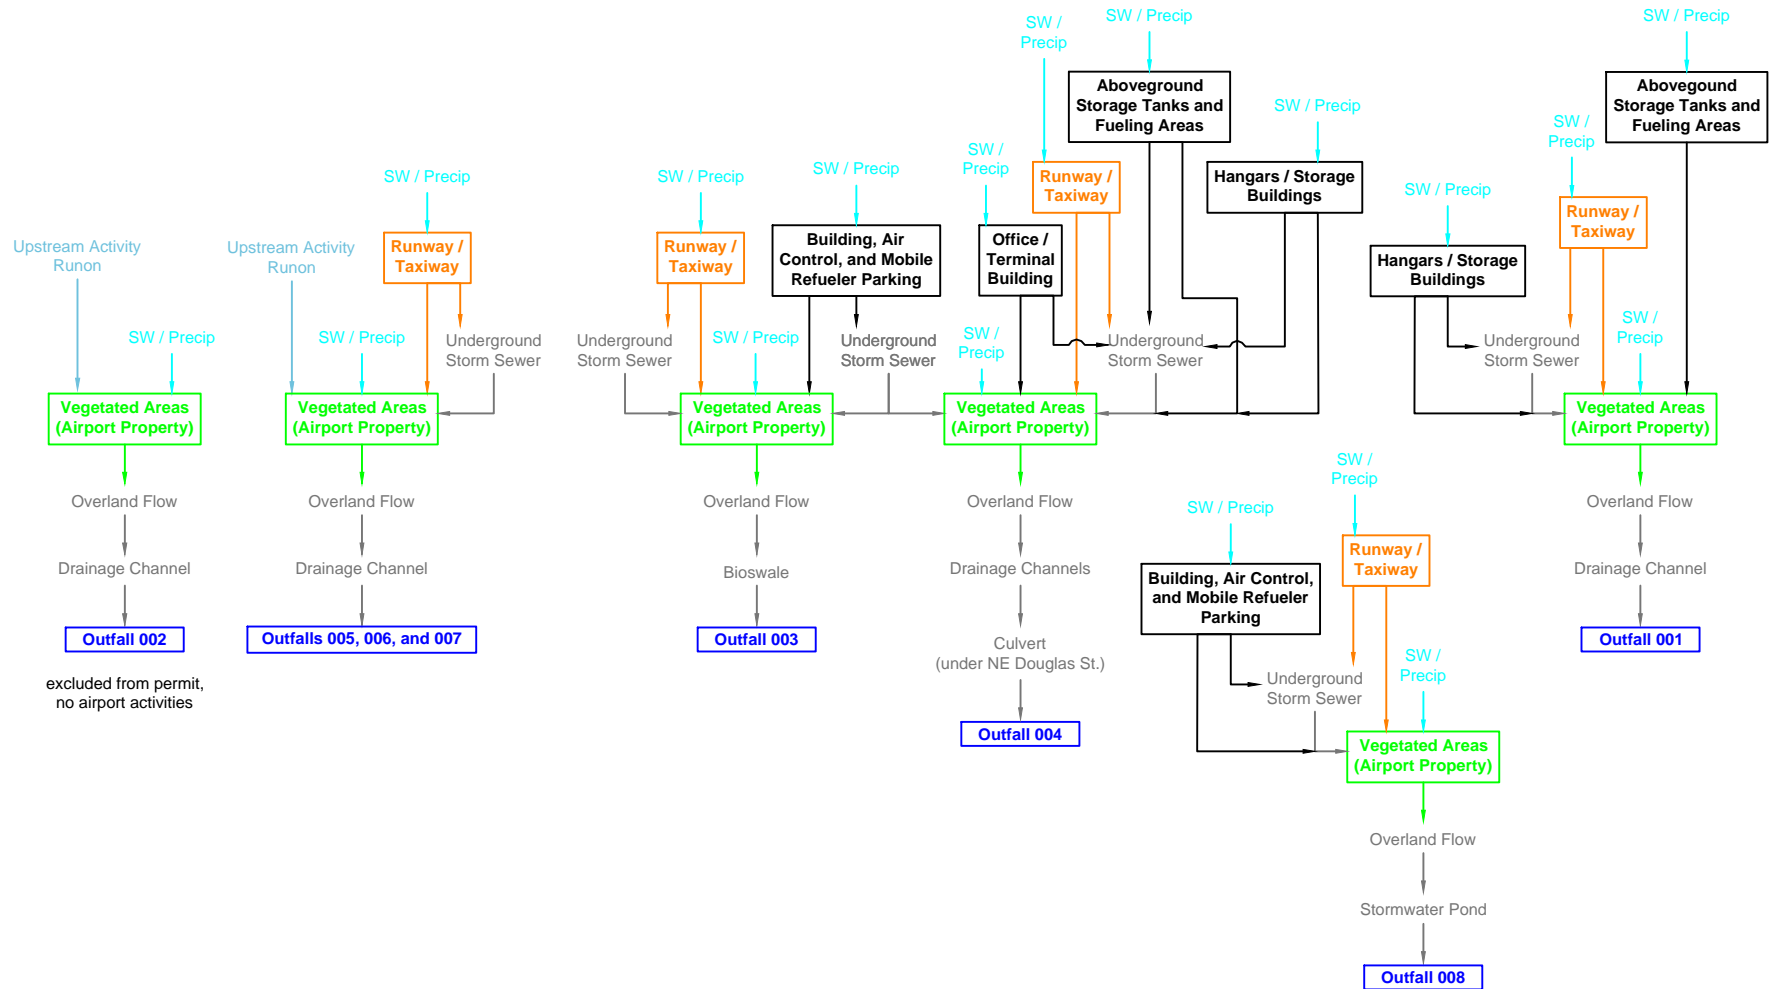 SW / Precip
Upstream Activity
Runon
SW / Precip
Vegetated Areas
(Airport Property)
Overland Flow
Drainage Channel
Outfall 002
excluded from permit,
no airport activities
Upstream Activity
Runon
SW / Precip
Runway /
Taxiway
Underground
Storm Sewer
Vegetated Areas
(Airport Property)
Overland Flow
Drainage Channel
Outfalls 005, 006, and 007
SW / Precip
Runway /
Taxiway
Underground
Storm Sewer
SW / Precip
Building, Air
Control, and Mobile
Refueler Parking
SW / Precip
Underground
Storm Sewer
Vegetated Areas
(Airport Property)
Overland Flow
Bioswale
Outfall 003
SW /
Precip
SW / Precip
Aboveground
Storage Tanks and
Fueling Areas
SW /
Precip
Runway /
Taxiway
SW / Precip
Hangars / Storage
Buildings
Office /
Terminal
Building
SW /
Precip
Underground
Storm Sewer
Vegetated Areas
(Airport Property)
Overland Flow
Drainage Channels
Culvert
(under NE Douglas St.)
Outfall 004
SW / Precip
Building, Air Control,
and Mobile Refueler
Parking
SW /
Precip
Runway /
Taxiway
Underground
Storm Sewer
SW /
Precip
Vegetated Areas
(Airport Property)
Overland Flow
Stormwater Pond
Outfall 008
SW / Precip
Abovegound
Storage Tanks and
Fueling Areas
SW /
Precip
Runway /
Taxiway
SW / Precip
Hangars / Storage
Buildings
Underground
Storm Sewer
SW /
Precip
Vegetated Areas
(Airport Property)
Overland Flow
Drainage Channel
Outfall 001